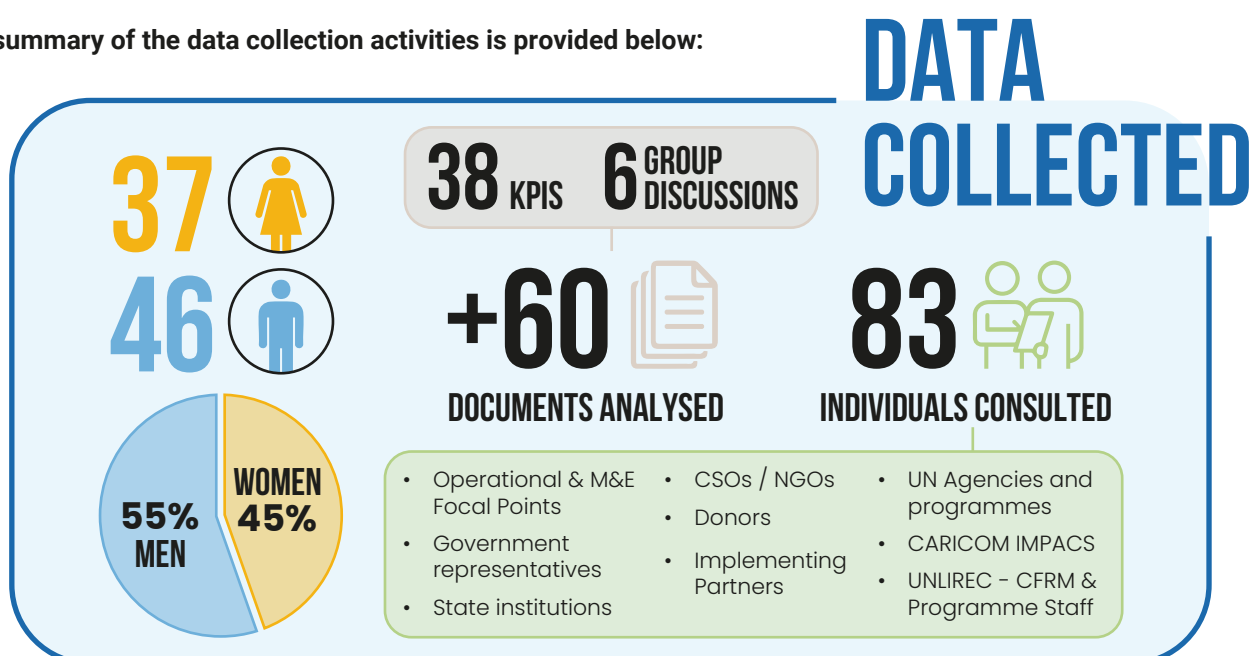 summary of the data collection activities is provided below:
DATA
COLLECTED
37
46
38 KPIS
6 GROUP
DISCUSSIONS
+60
DOCUMENTS ANALYSED
83
INDIVIDUALS CONSULTED
55%
MEN
WOMEN
45%
• Operational & M&E
Focal Points
• Government
representatives
• State institutions
• CSOs / NGOs
• Donors
• Implementing
Partners
• UN Agencies and
programmes
• CARICOM IMPACS
• UNLIREC - CFRM &
Programme Staff